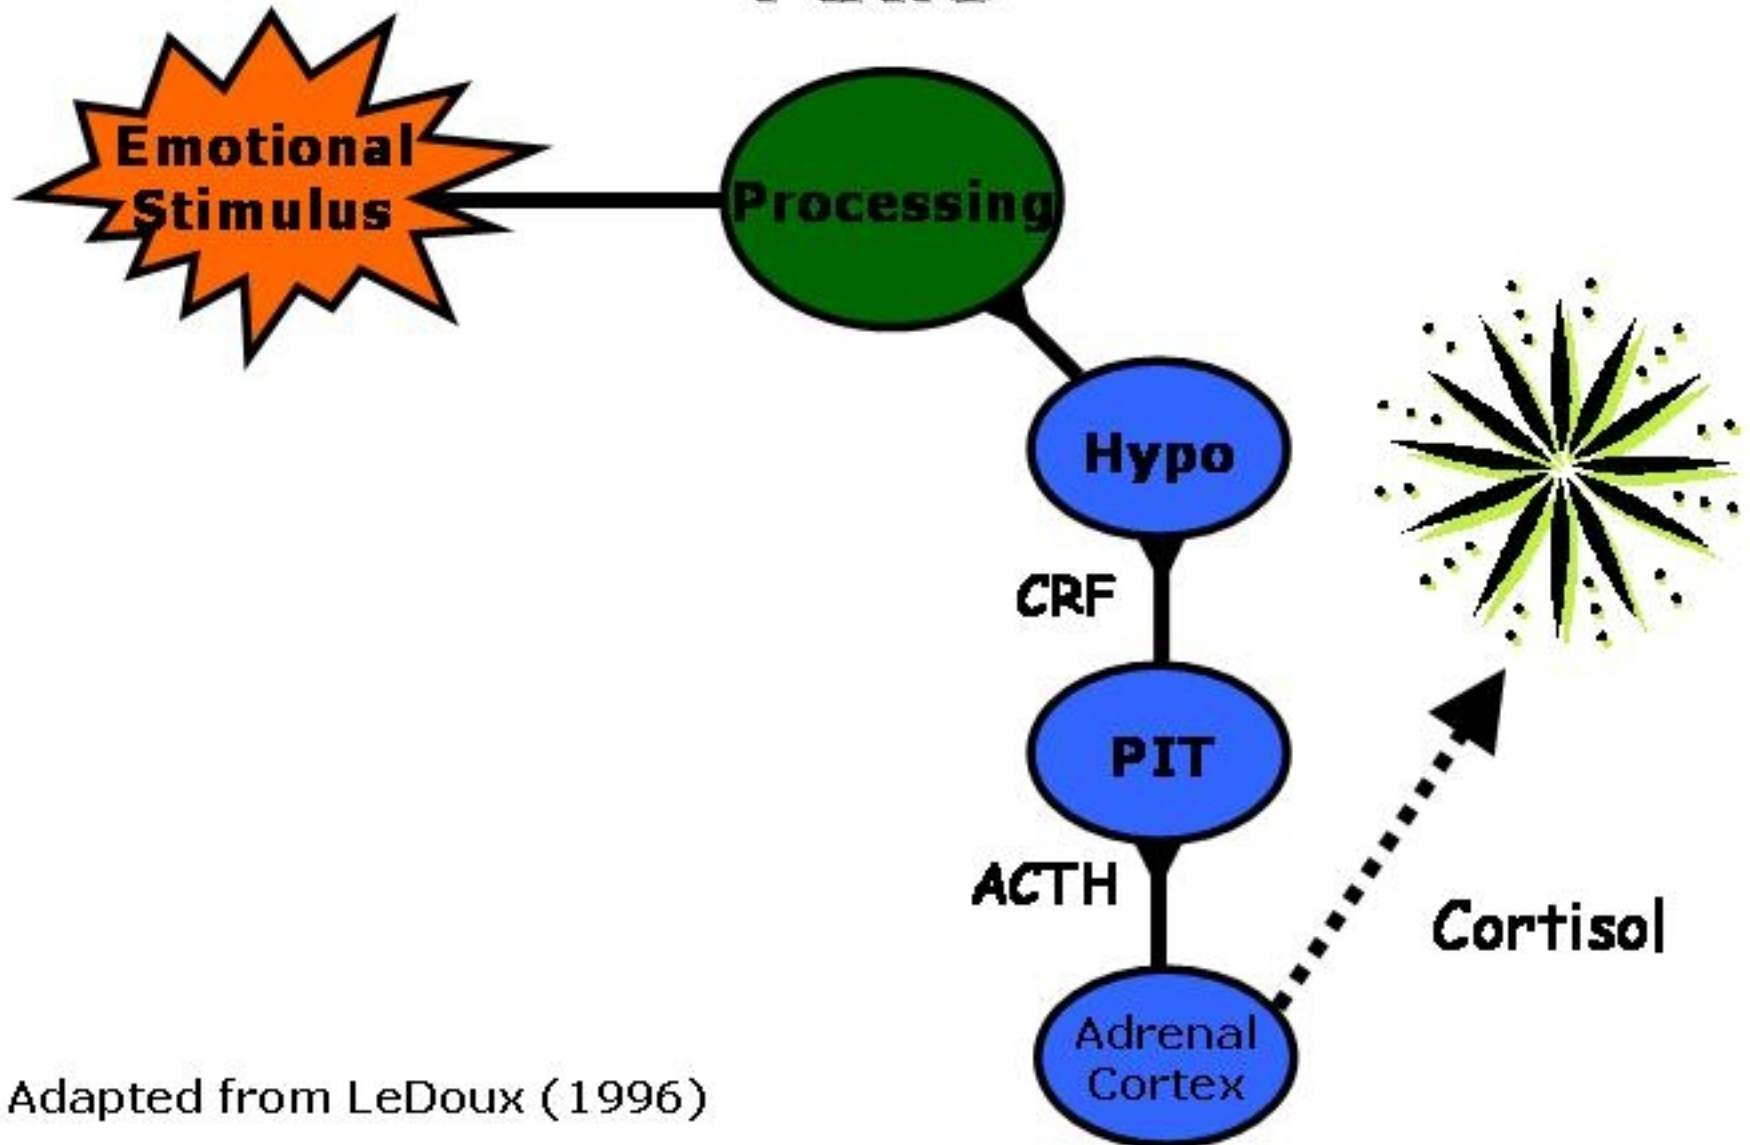 Emotional
Stimulus
Processing
Hypo
CRF
PIT
ACTH
Cortisol
Adrenal
Cortex
Adapted from LeDoux (1996)